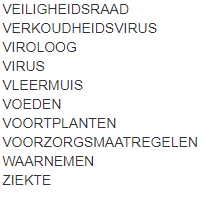 VEILIGHEIDSRAAD
VERKOUDHEIDSVIRUS
VIROLOOG
VIRUS
VLEERMUIS
VOEDEN
VOORTPLANTEN
VOORZORGSMAATREGELEN
WAARNEMEN
ZIEKTE